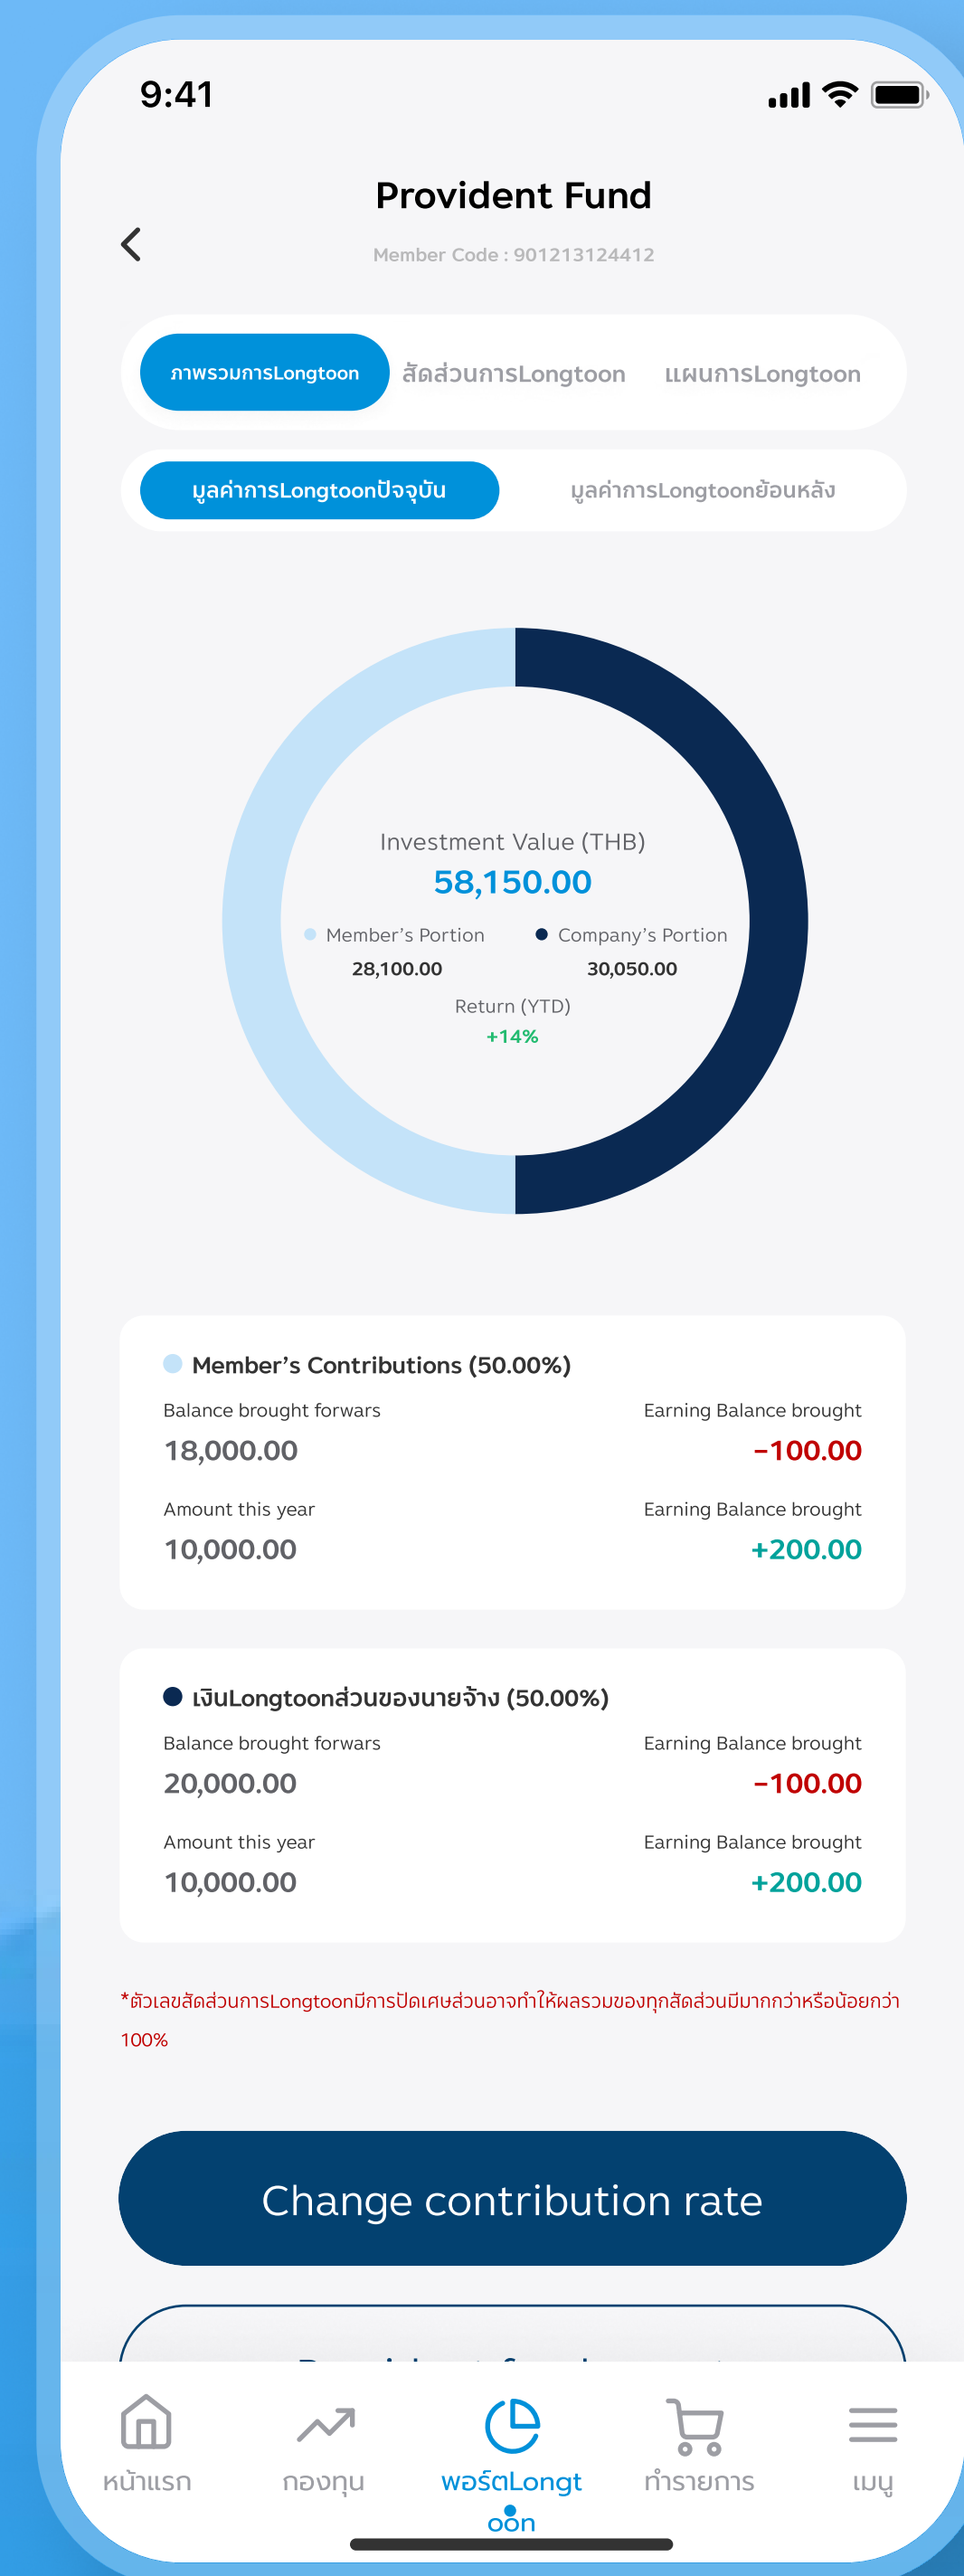 9:41
Provident Fund
Member Code : 901213124412
ภาพรวมการLongtoon สัดส่วนการLongtoon แผนการLongtoon
มูลค่าการLongtoonปัจจุบัน มูลค่าการLongtoonย้อนหลัง
Investment Value (THB)
58,150.00
Member's Portion Company's Portion
28,100.00 30,050.00
Return (YTD)
+14%
Member's Contributions (50.00%)
Balance brought forwars Earning Balance brought
18,000.00 -100.00
Amount this year Earning Balance brought
10,000.00 +200.00
เงินLongtoonส่วนของนายจ้าง (50.00%)
Balance brought forwars Earning Balance brought
20,000.00 -100.00
Amount this year Earning Balance brought
10,000.00 +200.00
*ตัวเลขสัดส่วนการLongtoonมีการปัดเศษส่วนอาจทำให้ผลรวมของทุกสัดส่วนมีมากกว่าหรือน้อยกว่า
100%
Change contribution rate
หน้าแรก กองทุน พอร์ตLongt ทำรายการ เมนู
oon